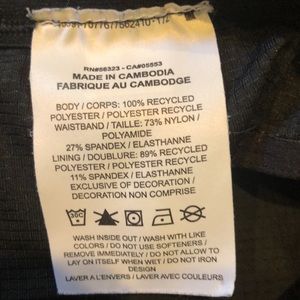 RN#56323 - CA#05553
MADE IN CAMBODIA
FABRIQUE AU CAMBODGE
BODY / CORPS: 100% RECYCLED
POLYESTER / POLYESTER RECYCLE
WAISTBAND / TAILLE: 73% NYLON /
POLYAMIDE
27% SPANDEX / ELASTHANNE
LINING / DOUBLURE: 89% RECYCLED
POLYESTER / POLYESTER RECYCLE
11% SPANDEX / ELASTHANNE
EXCLUSIVE OF DECORATION /
DECORATION NON COMPRISE
30C
WASH INSIDE OUT / WASH WITH LIKE
COLORS / DO NOT USE SOFTENERS /
REMOVE IMMEDIATELY / DO NOT ALLOW TO
LAY ON ITSELF WHEN WET / DO NOT IRON
DESIGN
LAVER A L'ENVERS / LAVER AVEC COULEURS